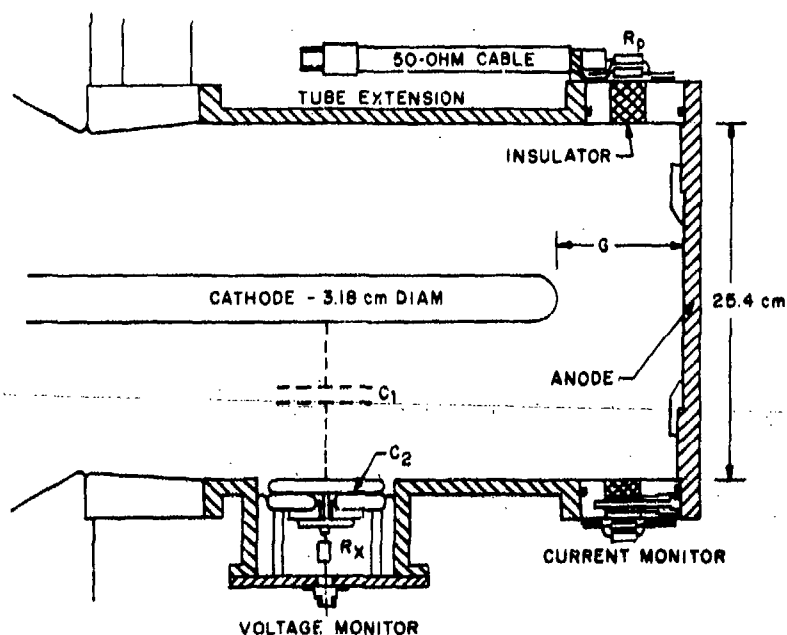 50-OHM CABLE
Rp
TUBE EXTENSION
INSULATOR
G
CATHODE - 3.18 cm DIAM
25.4 cm
ANODE
C1
C2
RX
CURRENT MONITOR
VOLTAGE MONITOR